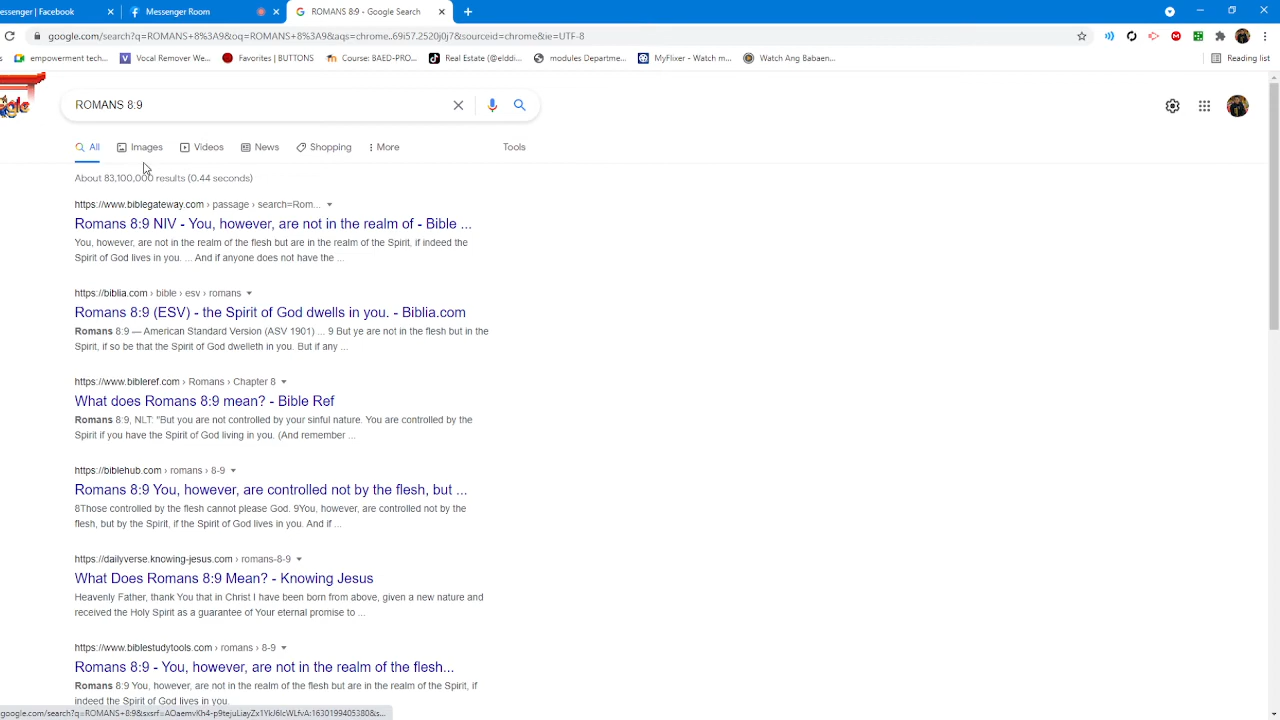 essenger | Facebook
Messenger Room
ROMANS 8:9 - Google Search
google.com/search?q=ROMANS+8%3A9&oq=ROMANS+8%3A9&aqs=chrome..69i57.2520j0j7&sourceid=chrome&ie=UTF-8
empowerment tech...
Vocal Remover We...
Favorites | BUTTONS
Course: BAED-PRO...
Real Estate (@elddi...
modules Departme...
MyFlixer - Watch m...
Watch Ang Babaen...
Reading list
ROMANS 8:9
All
Images
Videos
News
Shopping
More
Tools
About 83,100,000 results (0.44 seconds)
https://www.biblegateway.com › passage › search=Rom...
Romans 8:9 NIV - You, however, are not in the realm of - Bible ...
You, however, are not in the realm of the flesh but are in the realm of the Spirit, if indeed the
Spirit of God lives in you. ... And if anyone does not have the ...
https://biblia.com › bible › esv › romans
Romans 8:9 (ESV) - the Spirit of God dwells in you. - Biblia.com
Romans 8:9 — American Standard Version (ASV 1901) ... 9 But ye are not in the flesh but in the
Spirit, if so be that the Spirit of God dwelleth in you. But if any ...
https://www.bibleref.com › Romans › Chapter 8
What does Romans 8:9 mean? - Bible Ref
Romans 8:9, NLT: "But you are not controlled by your sinful nature. You are controlled by the
Spirit if you have the Spirit of God living in you. (And remember ...
https://biblehub.com › romans › 8-9
Romans 8:9 You, however, are controlled not by the flesh, but ...
8Those controlled by the flesh cannot please God. 9You, however, are controlled not by the
flesh, but by the Spirit, if the Spirit of God lives in you. And if ...
https://dailyverse.knowing-jesus.com › romans-8-9
What Does Romans 8:9 Mean? - Knowing Jesus
Heavenly Father, thank You that in Christ I have been born from above, given a new nature and
received the Holy Spirit as a guarantee of Your eternal promise to ...
https://www.biblestudytools.com › romans › 8-9
Romans 8:9 - You, however, are not in the realm of the flesh...
Romans 8:9 You, however, are not in the realm of the flesh but are in the realm of the Spirit, if
indeed the Spirit of God lives in you.